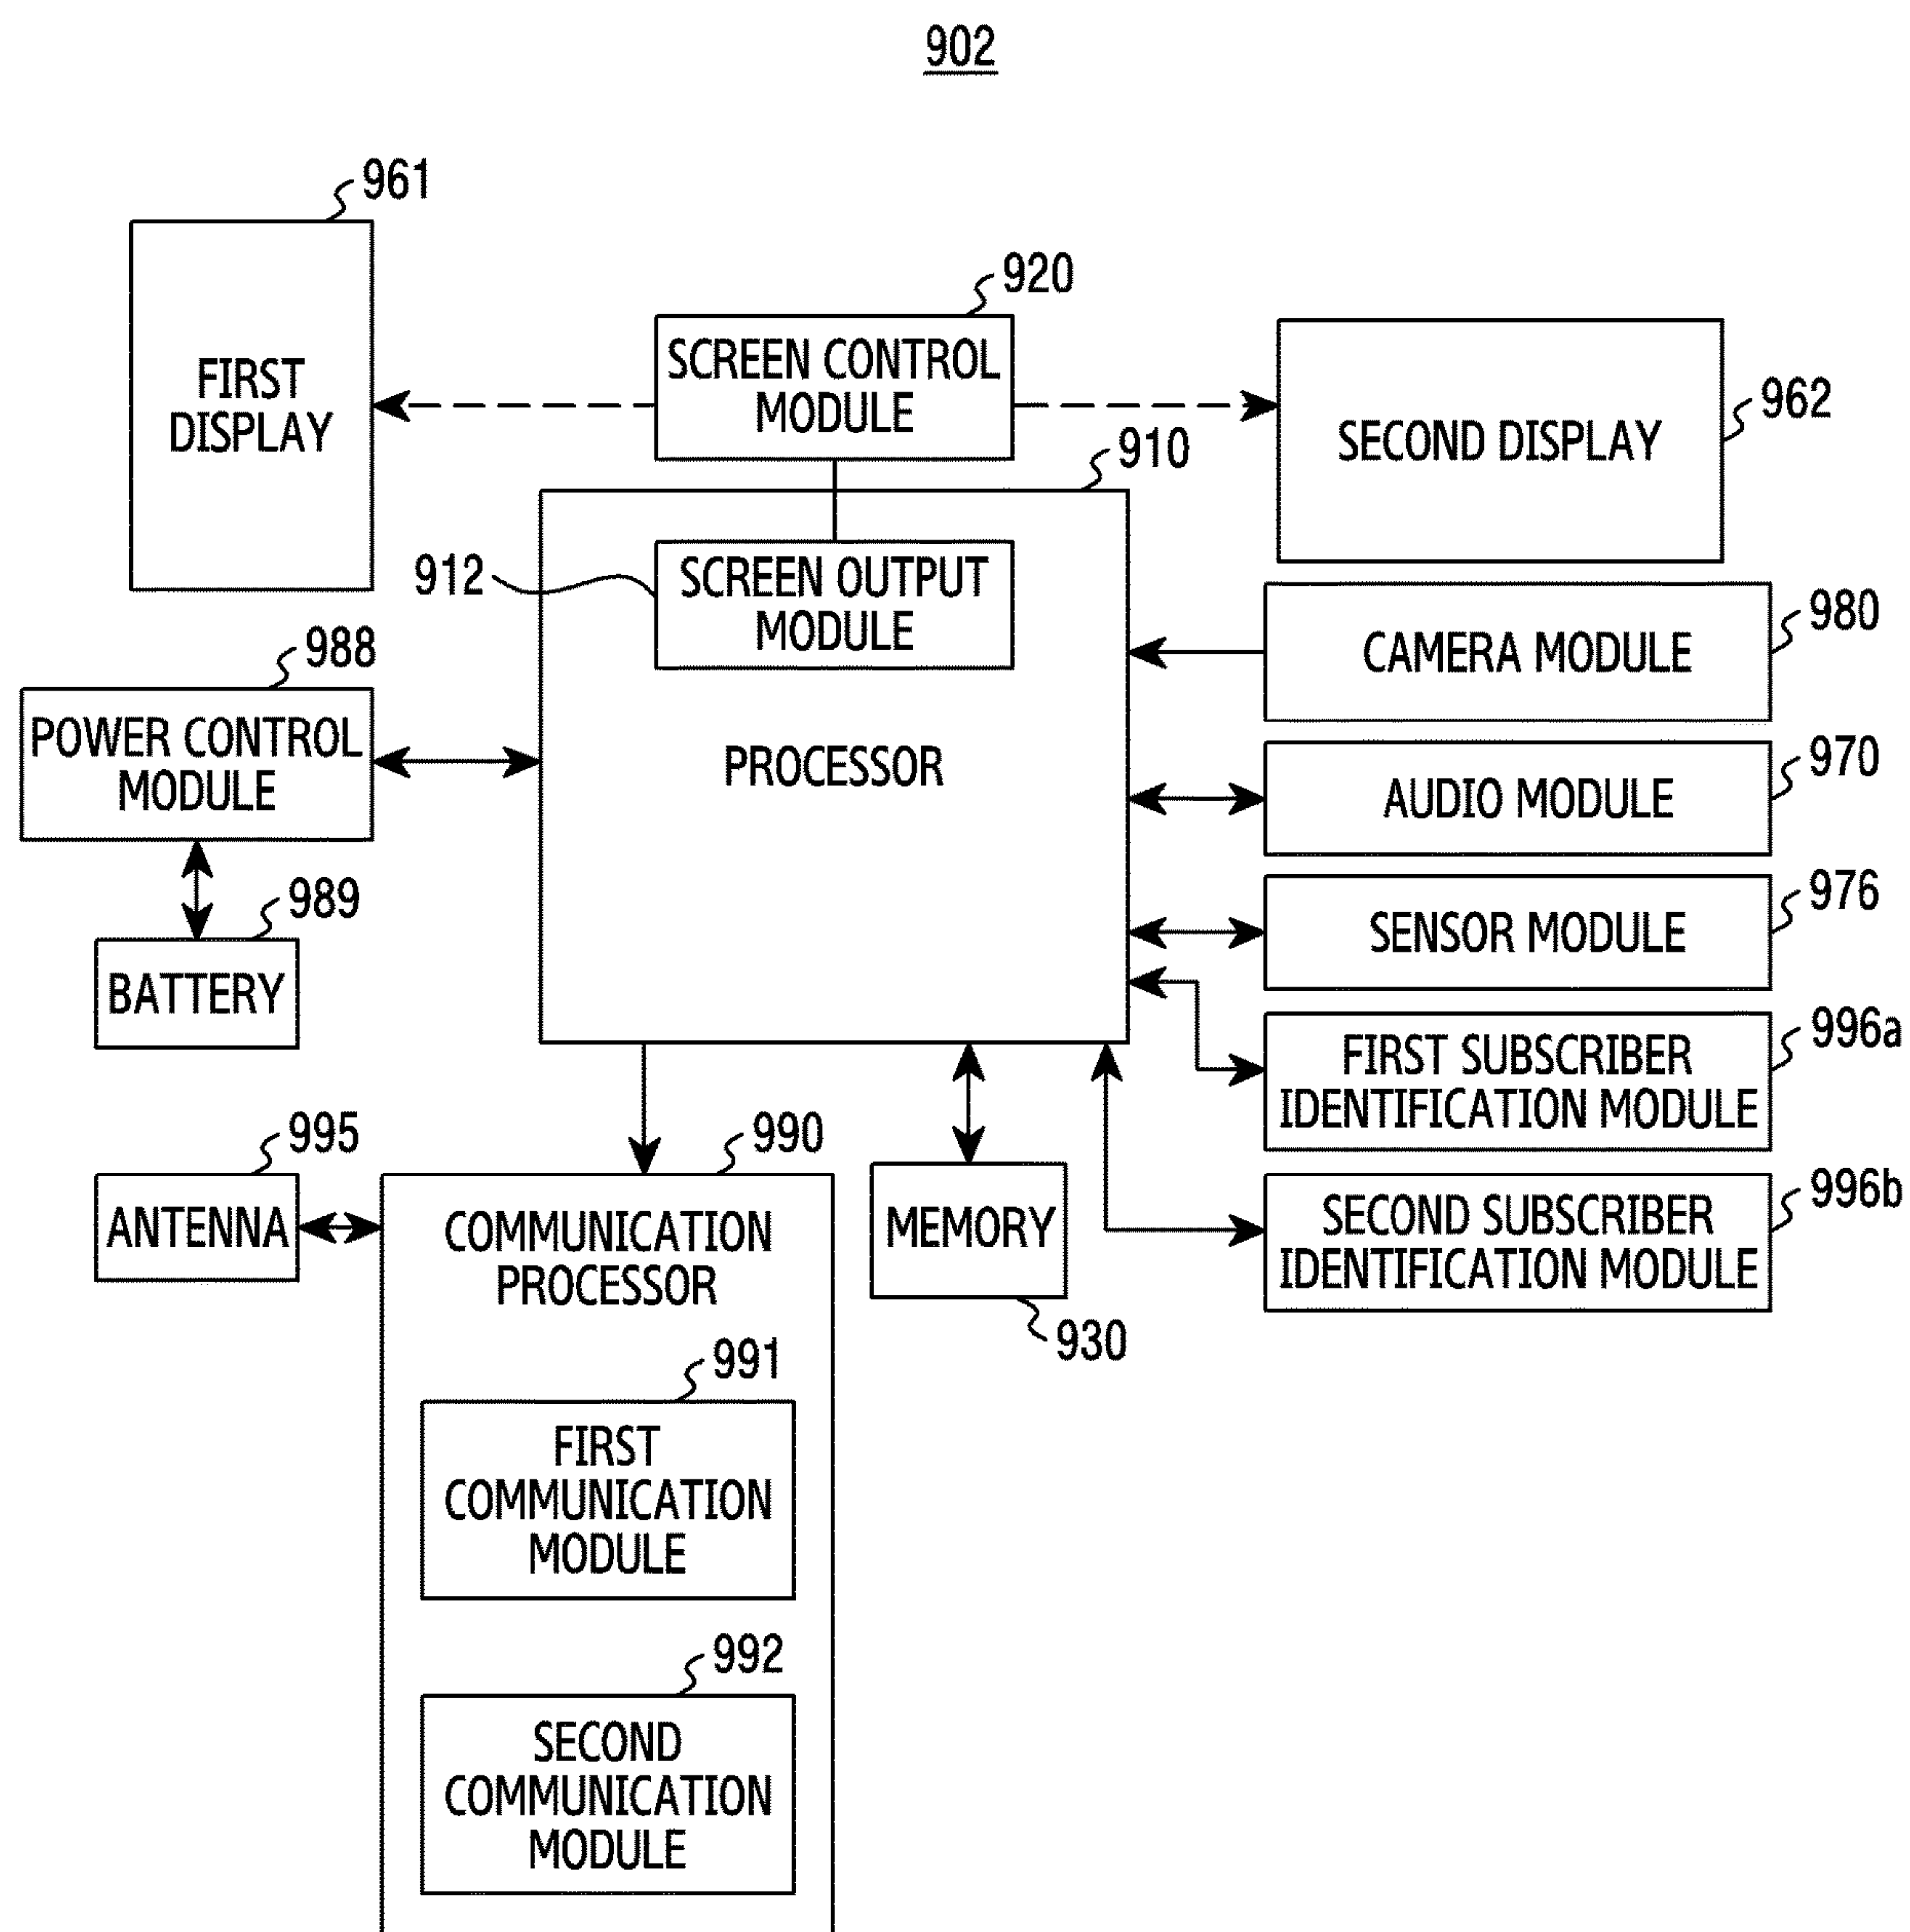 902
961
FIRST
DISPLAY
920
SCREEN CONTROL
MODULE
962
SECOND DISPLAY
910
912
SCREEN OUTPUT
MODULE
PROCESSOR
980
CAMERA MODULE
988
POWER CONTROL
MODULE
970
AUDIO MODULE
989
BATTERY
976
SENSOR MODULE
996a
FIRST SUBSCRIBER
IDENTIFICATION MODULE
996b
SECOND SUBSCRIBER
IDENTIFICATION MODULE
995
ANTENNA
990
COMMUNICATION
PROCESSOR
MEMORY
930
991
FIRST
COMMUNICATION
MODULE
992
SECOND
COMMUNICATION
MODULE